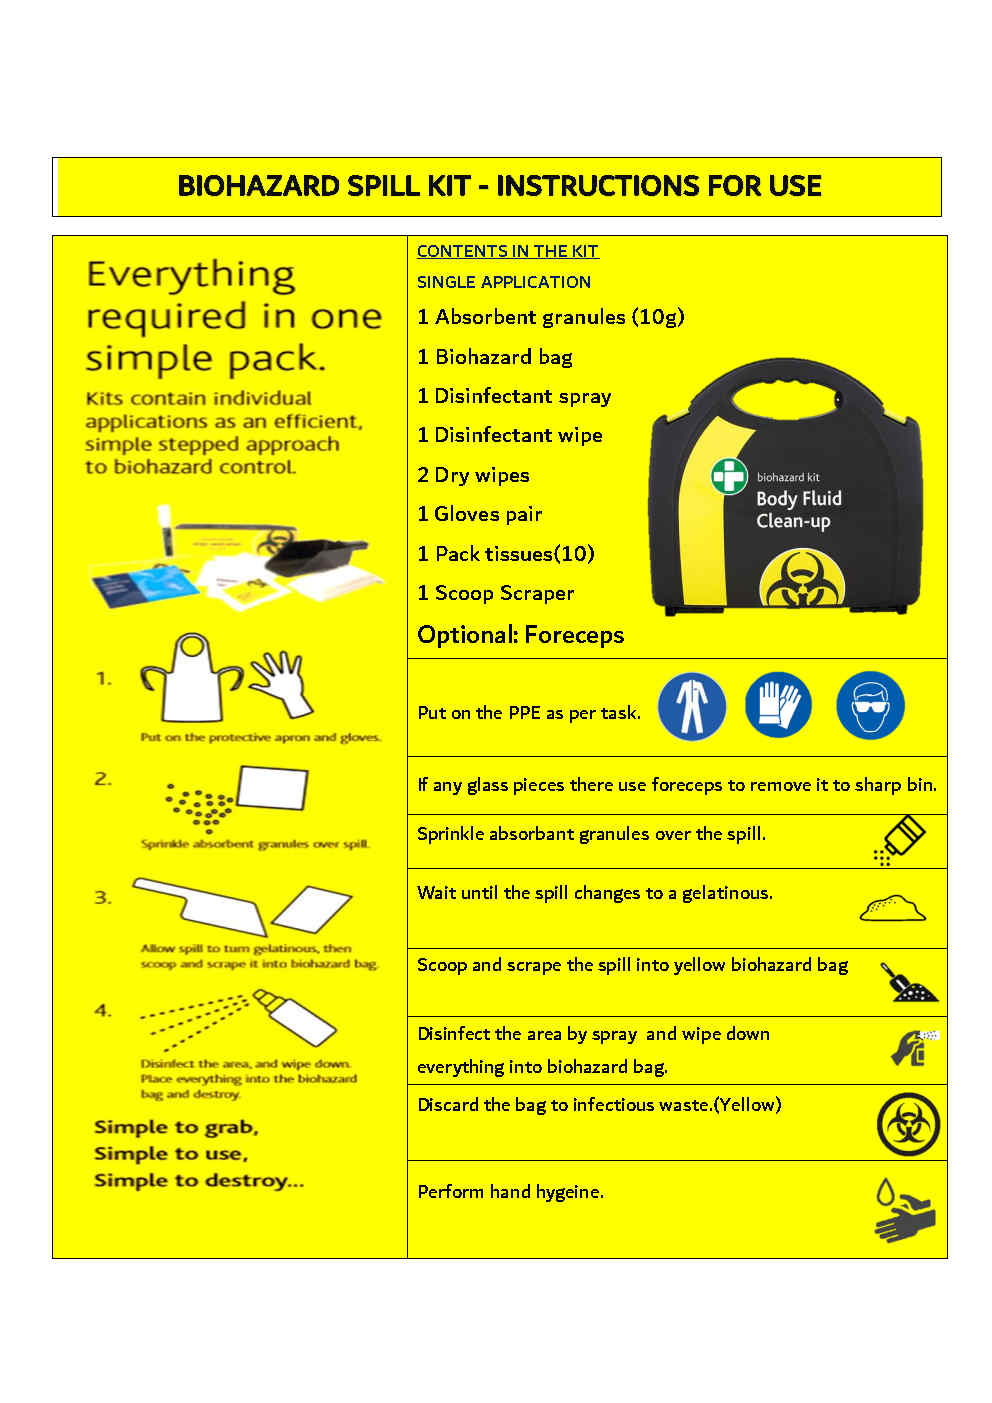 BIOHAZARD SPILL KIT - INSTRUCTIONS FOR USE
Everything
required in one
simple pack.
Kits contain individual
applications as an efficient,
simple stepped approach
to biohazard control.
1.
Put on the protective apron and gloves.
2.
Sprinkle absorbent granules over spill.
3.
Allow spill to turn gelatinous, then
scoop and scrape it into biohazard bag.
4.
Disinfect the area, and wipe down.
Place everything into the biohazard
bag and destroy.
Simple to grab,
Simple to use,
Simple to destroy...
CONTENTS IN THE KIT
SINGLE APPLICATION
1 Absorbent granules (10g)
1 Biohazard bag
1 Disinfectant spray
1 Disinfectant wipe
2 Dry wipes
1 Gloves pair
1 Pack tissues(10)
1 Scoop Scraper
Optional: Foreceps
biohazard kit
Body Fluid
Clean-up
Put on the PPE as per task.
If any glass pieces there use foreceps to remove it to sharp bin.
Sprinkle absorbant granules over the spill.
Wait until the spill changes to a gelatinous.
Scoop and scrape the spill into yellow biohazard bag
Disinfect the area by spray and wipe down
everything into biohazard bag.
Discard the bag to infectious waste.(Yellow)
Perform hand hygeine.